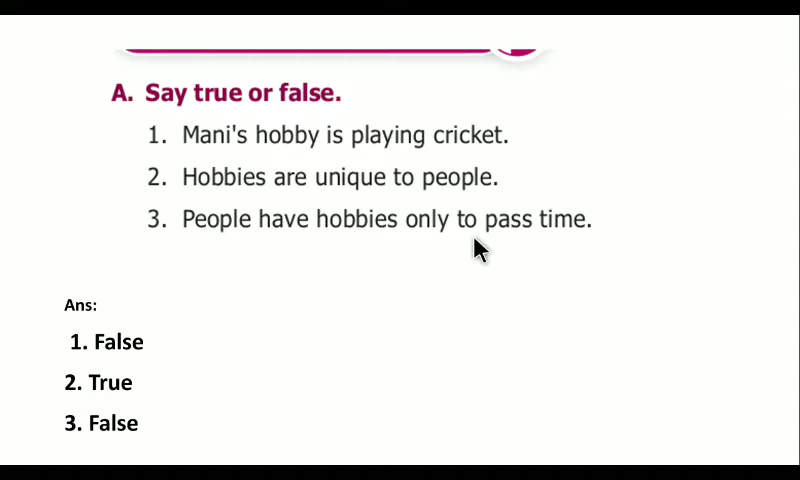 A. Say true or false.
1. Mani's hobby is playing cricket.
2. Hobbies are unique to people.
3. People have hobbies only to pass time.
Ans:
1. False
2. True
3. False